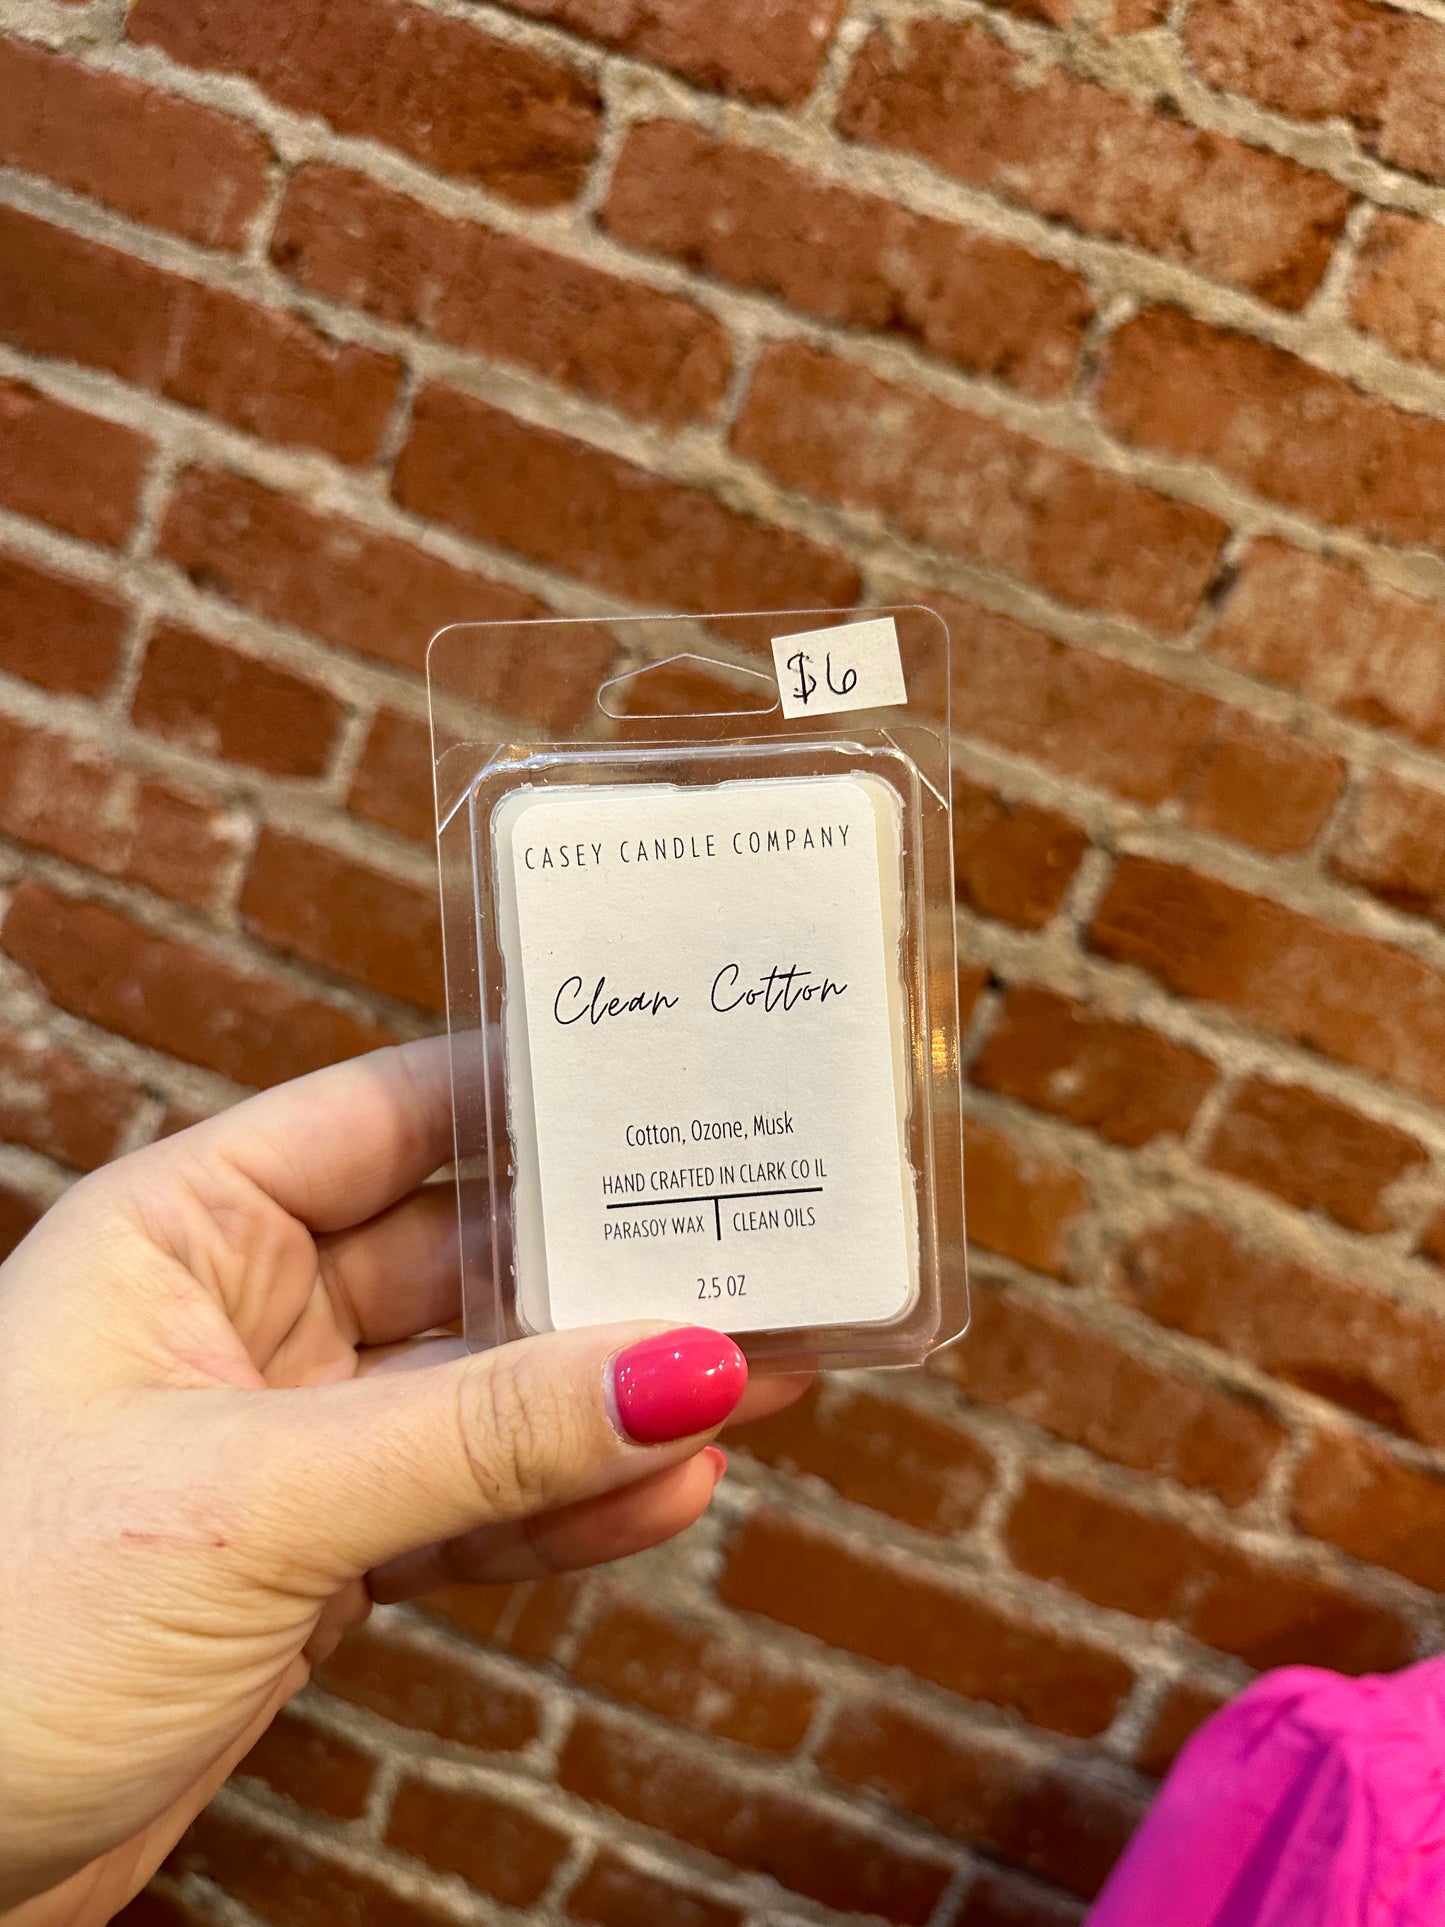 $6
CASEY CANDLE COMPANY
Clean Cotton
Cotton, Ozone, Musk
HAND CRAFTED IN CLARK CO IL
PARASOY WAX | CLEAN OILS
2.5 OZ